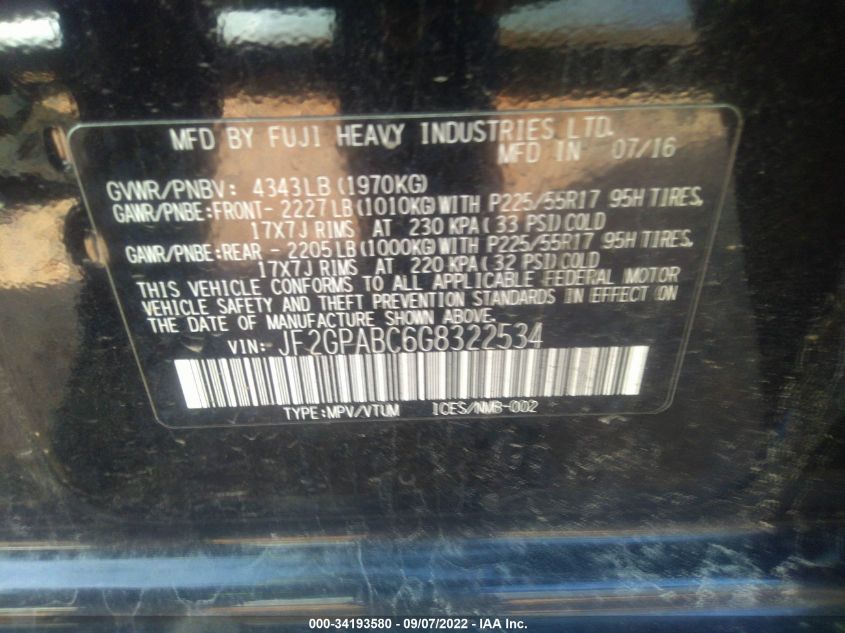 MFD BY FUJI HEAVY INDUSTRIES LTD.
MFD IN 07/16
GVWR/PNBV: 4343LB (1970KG)
GAWR/PNBE:FRONT- 2227LB (1010KG) WITH P225/55R17 95H TIRES.
17X7J RIMS AT 230 KPA (33 PSI) COLD
GAWR/PNBE:REAR - 2205LB (1000KG) WITH P225/55R17 95H TIRES.
17X7J RIMS AT 220 KPA (32 PSI) COLD
THIS VEHICLE CONFORMS TO ALL APPLICABLE FEDERAL MOTOR
VEHICLE SAFETY AND THEFT PREVENTION STANDARDS IN EFFECT ON
THE DATE OF MANUFACTURE SHOWN ABOVE.
VIN: JF2GPABC6G8322534
TYPE:MPV/VTUM ICES/NMB-002
000-34193580 - 09/07/2022 - IAA Inc.